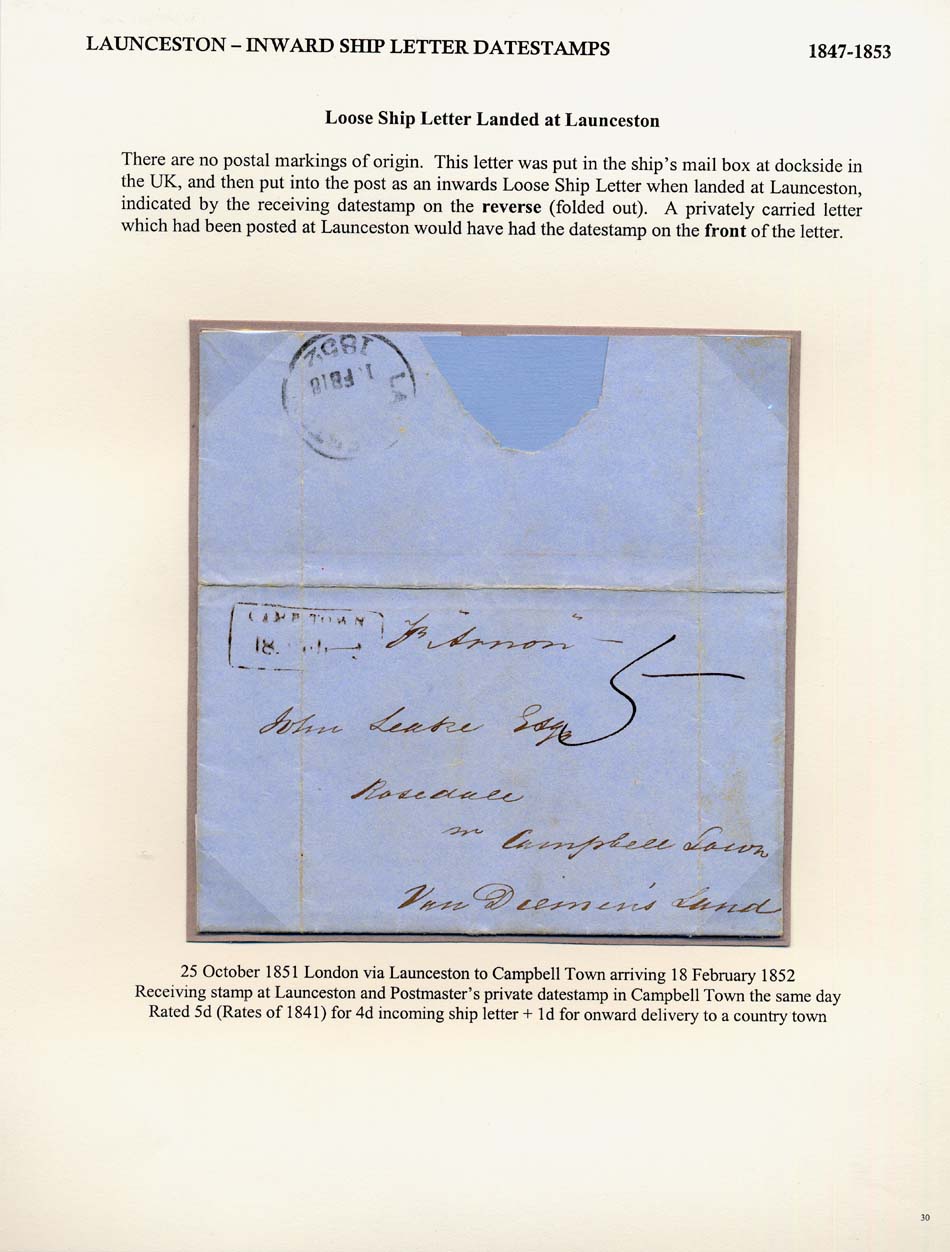 LAUNCESTON – INWARD SHIP LETTER DATESTAMPS
1847-1853
Loose Ship Letter Landed at Launceston
There are no postal markings of origin. This letter was put in the ship's mail box at dockside in
the UK, and then put into the post as an inwards Loose Ship Letter when landed at Launceston,
indicated by the receiving datestamp on the reverse (folded out). A privately carried letter
which had been posted at Launceston would have had the datestamp on the front of the letter.
LA
FB18
1852
CAMP TOWN
18
"Arnon" –
5
John Leake Esqr
Rosedale
nr Campbell Town
Van Diemen's Land
25 October 1851 London via Launceston to Campbell Town arriving 18 February 1852
Receiving stamp at Launceston and Postmaster's private datestamp in Campbell Town the same day
Rated 5d (Rates of 1841) for 4d incoming ship letter + 1d for onward delivery to a country town
30